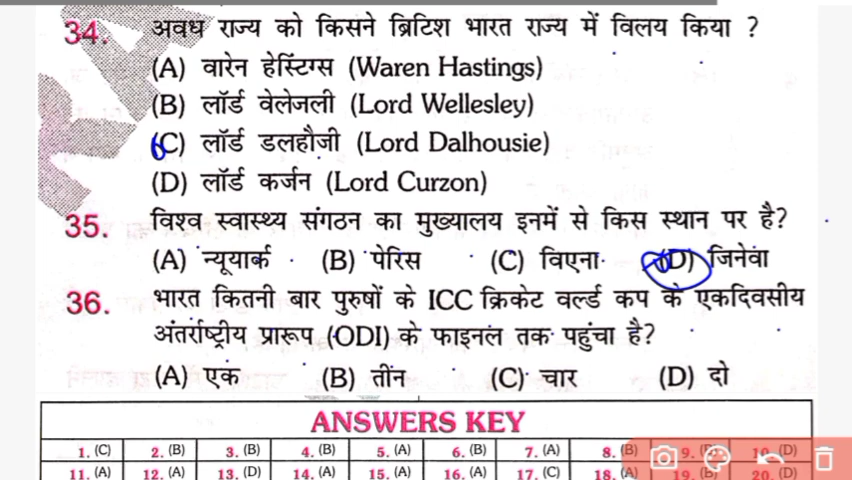 34. अवध राज्य को किसने ब्रिटिश भारत राज्य में विलय किया ?
(A) वारेन हेस्टिंग्स (Waren Hastings)
(B) लॉर्ड वेलेजली (Lord Wellesley)
(C) लॉर्ड डलहौजी (Lord Dalhousie)
(D) लॉर्ड कर्जन (Lord Curzon)
35. विश्व स्वास्थ्य संगठन का मुख्यालय इनमें से किस स्थान पर है?
(A) न्यूयार्क (B) पेरिस (C) विएना (D) जिनेवा
36. भारत कितनी बार पुरुषों के ICC क्रिकेट वर्ल्ड कप के एकदिवसीय
अंतर्राष्ट्रीय प्रारूप (ODI) के फाइनल तक पहुंचा है?
(A) एक (B) तीन (C) चार (D) दो
ANSWERS KEY
1. (C) 2. (B) 3. (B) 4. (B) 5. (A) 6. (B) 7. (A) 8. (B) 9. 10. (D)
11. (A) 12. (A) 13. (D) 14. (A) 15. (A) 16. (A) 17. (C) 18. (A) 19. (B) 20. (D)